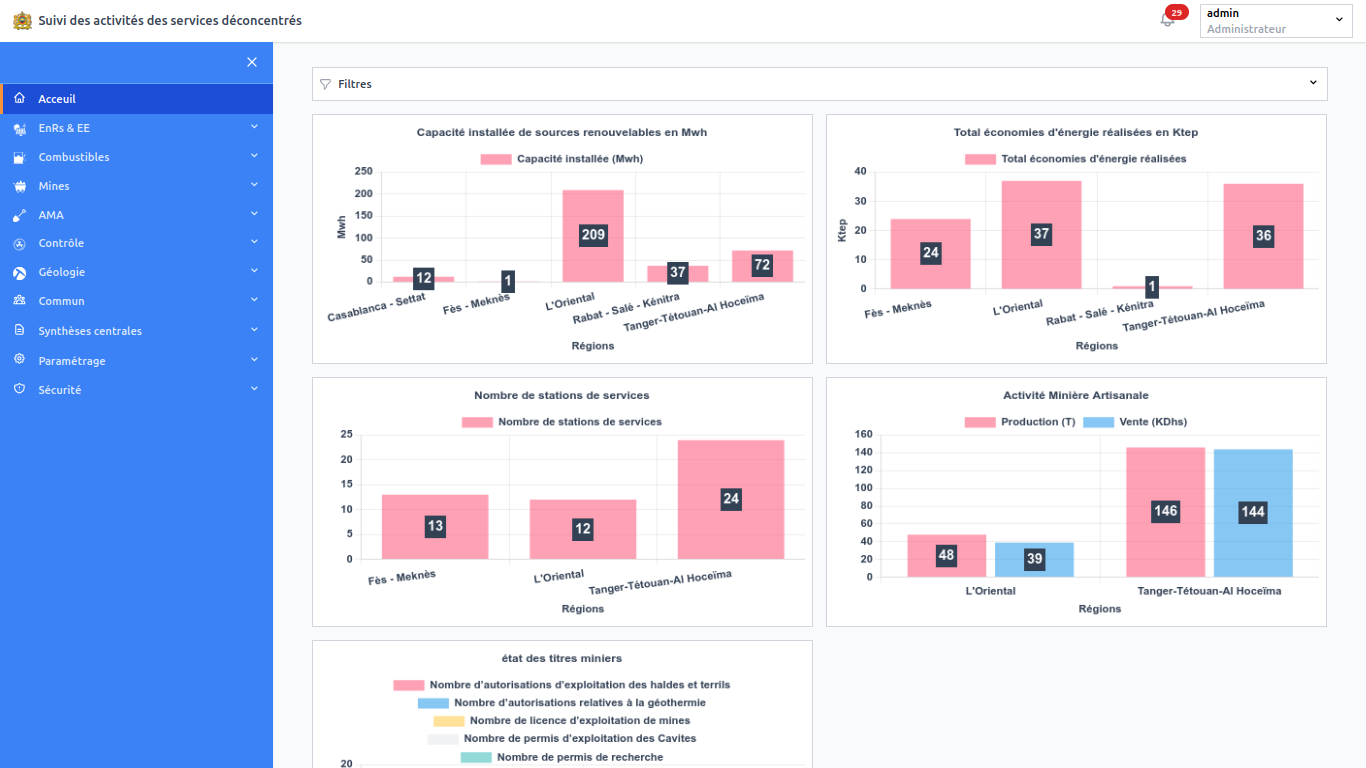 Suivi des activités des services déconcentrés
29
admin
Administrateur
Acceuil
EnRs & EE
Combustibles
Mines
AMA
Contrôle
Géologie
Commun
Synthèses centrales
Paramétrage
Sécurité
Filtres
Capacité installée de sources renouvelables en Mwh
Capacité installée (Mwh)
250
200
150
100
50
0
Mwh
12
1
209
37
72
Casablanca - Settat
Fès - Meknès
L'Oriental
Rabat - Salé - Kénitra
Tanger-Tétouan-Al Hoceïma
Régions
Total économies d'énergie réalisées en Ktep
Total économies d'énergie réalisées
40
30
20
10
0
Ktep
24
37
1
36
Fès - Meknès
L'Oriental
Rabat - Salé - Kénitra
Tanger-Tétouan-Al Hoceïma
Régions
Nombre de stations de services
Nombre de stations de services
25
20
15
10
5
0
13
12
24
Fès - Meknès
L'Oriental
Tanger-Tétouan-Al Hoceïma
Régions
Activité Minière Artisanale
Production (T) Vente (KDhs)
160
140
120
100
80
60
40
20
0
48
39
146
144
L'Oriental
Tanger-Tétouan-Al Hoceïma
Régions
état des titres miniers
Nombre d'autorisations d'exploitation des haldes et terrils
Nombre d'autorisations relatives à la géothermie
Nombre de licence d'exploitation de mines
Nombre de permis d'exploitation des Cavites
Nombre de permis de recherche
20